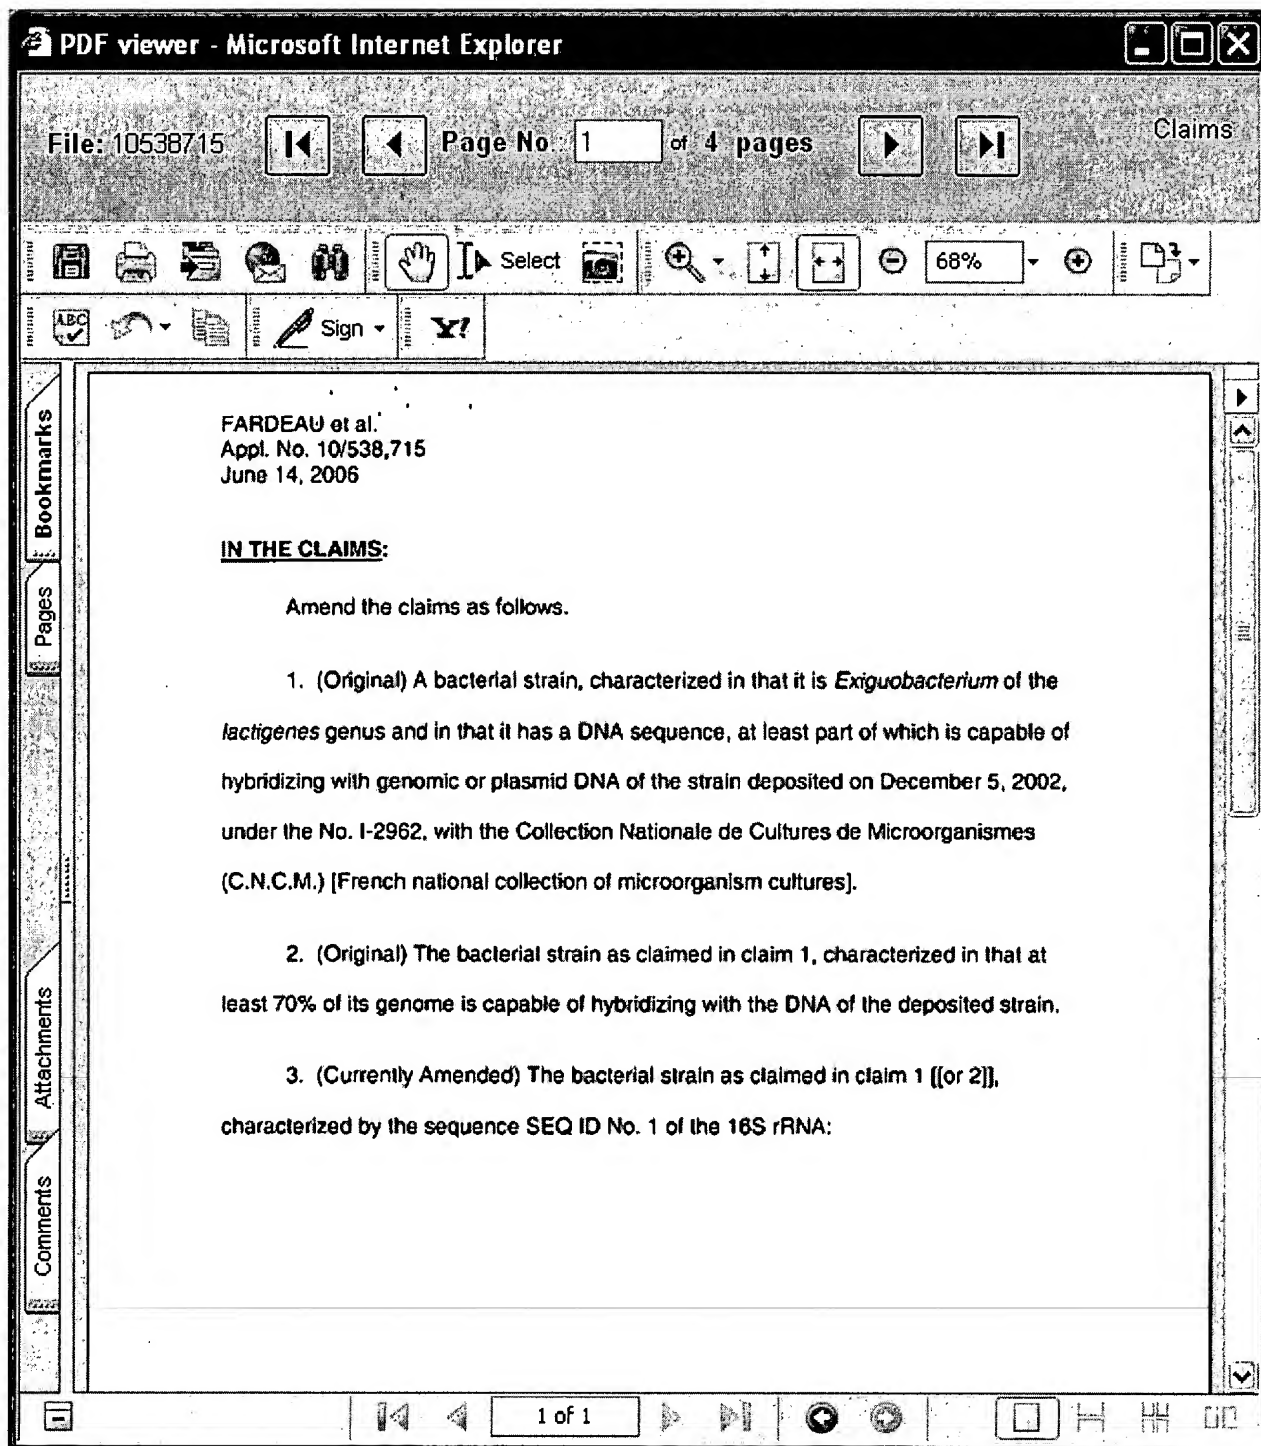 PDF viewer - Microsoft Internet Explorer
File: 10538715 Page No.: 1 of 4 pages Claims
Select 68%
ABC Sign Y!
Bookmarks
Pages
Attachments
Comments
FARDEAU et al.
Appl. No. 10/538,715
June 14, 2006
IN THE CLAIMS:
Amend the claims as follows.
1. (Original) A bacterial strain, characterized in that it is Exiguobacterium of the
lactigenes genus and in that it has a DNA sequence, at least part of which is capable of
hybridizing with genomic or plasmid DNA of the strain deposited on December 5, 2002,
under the No. I-2962, with the Collection Nationale de Cultures de Microorganismes
(C.N.C.M.) [French national collection of microorganism cultures].
2. (Original) The bacterial strain as claimed in claim 1, characterized in that at
least 70% of its genome is capable of hybridizing with the DNA of the deposited strain.
3. (Currently Amended) The bacterial strain as claimed in claim 1 [[or 2]],
characterized by the sequence SEQ ID No. 1 of the 16S rRNA:
1 of 1